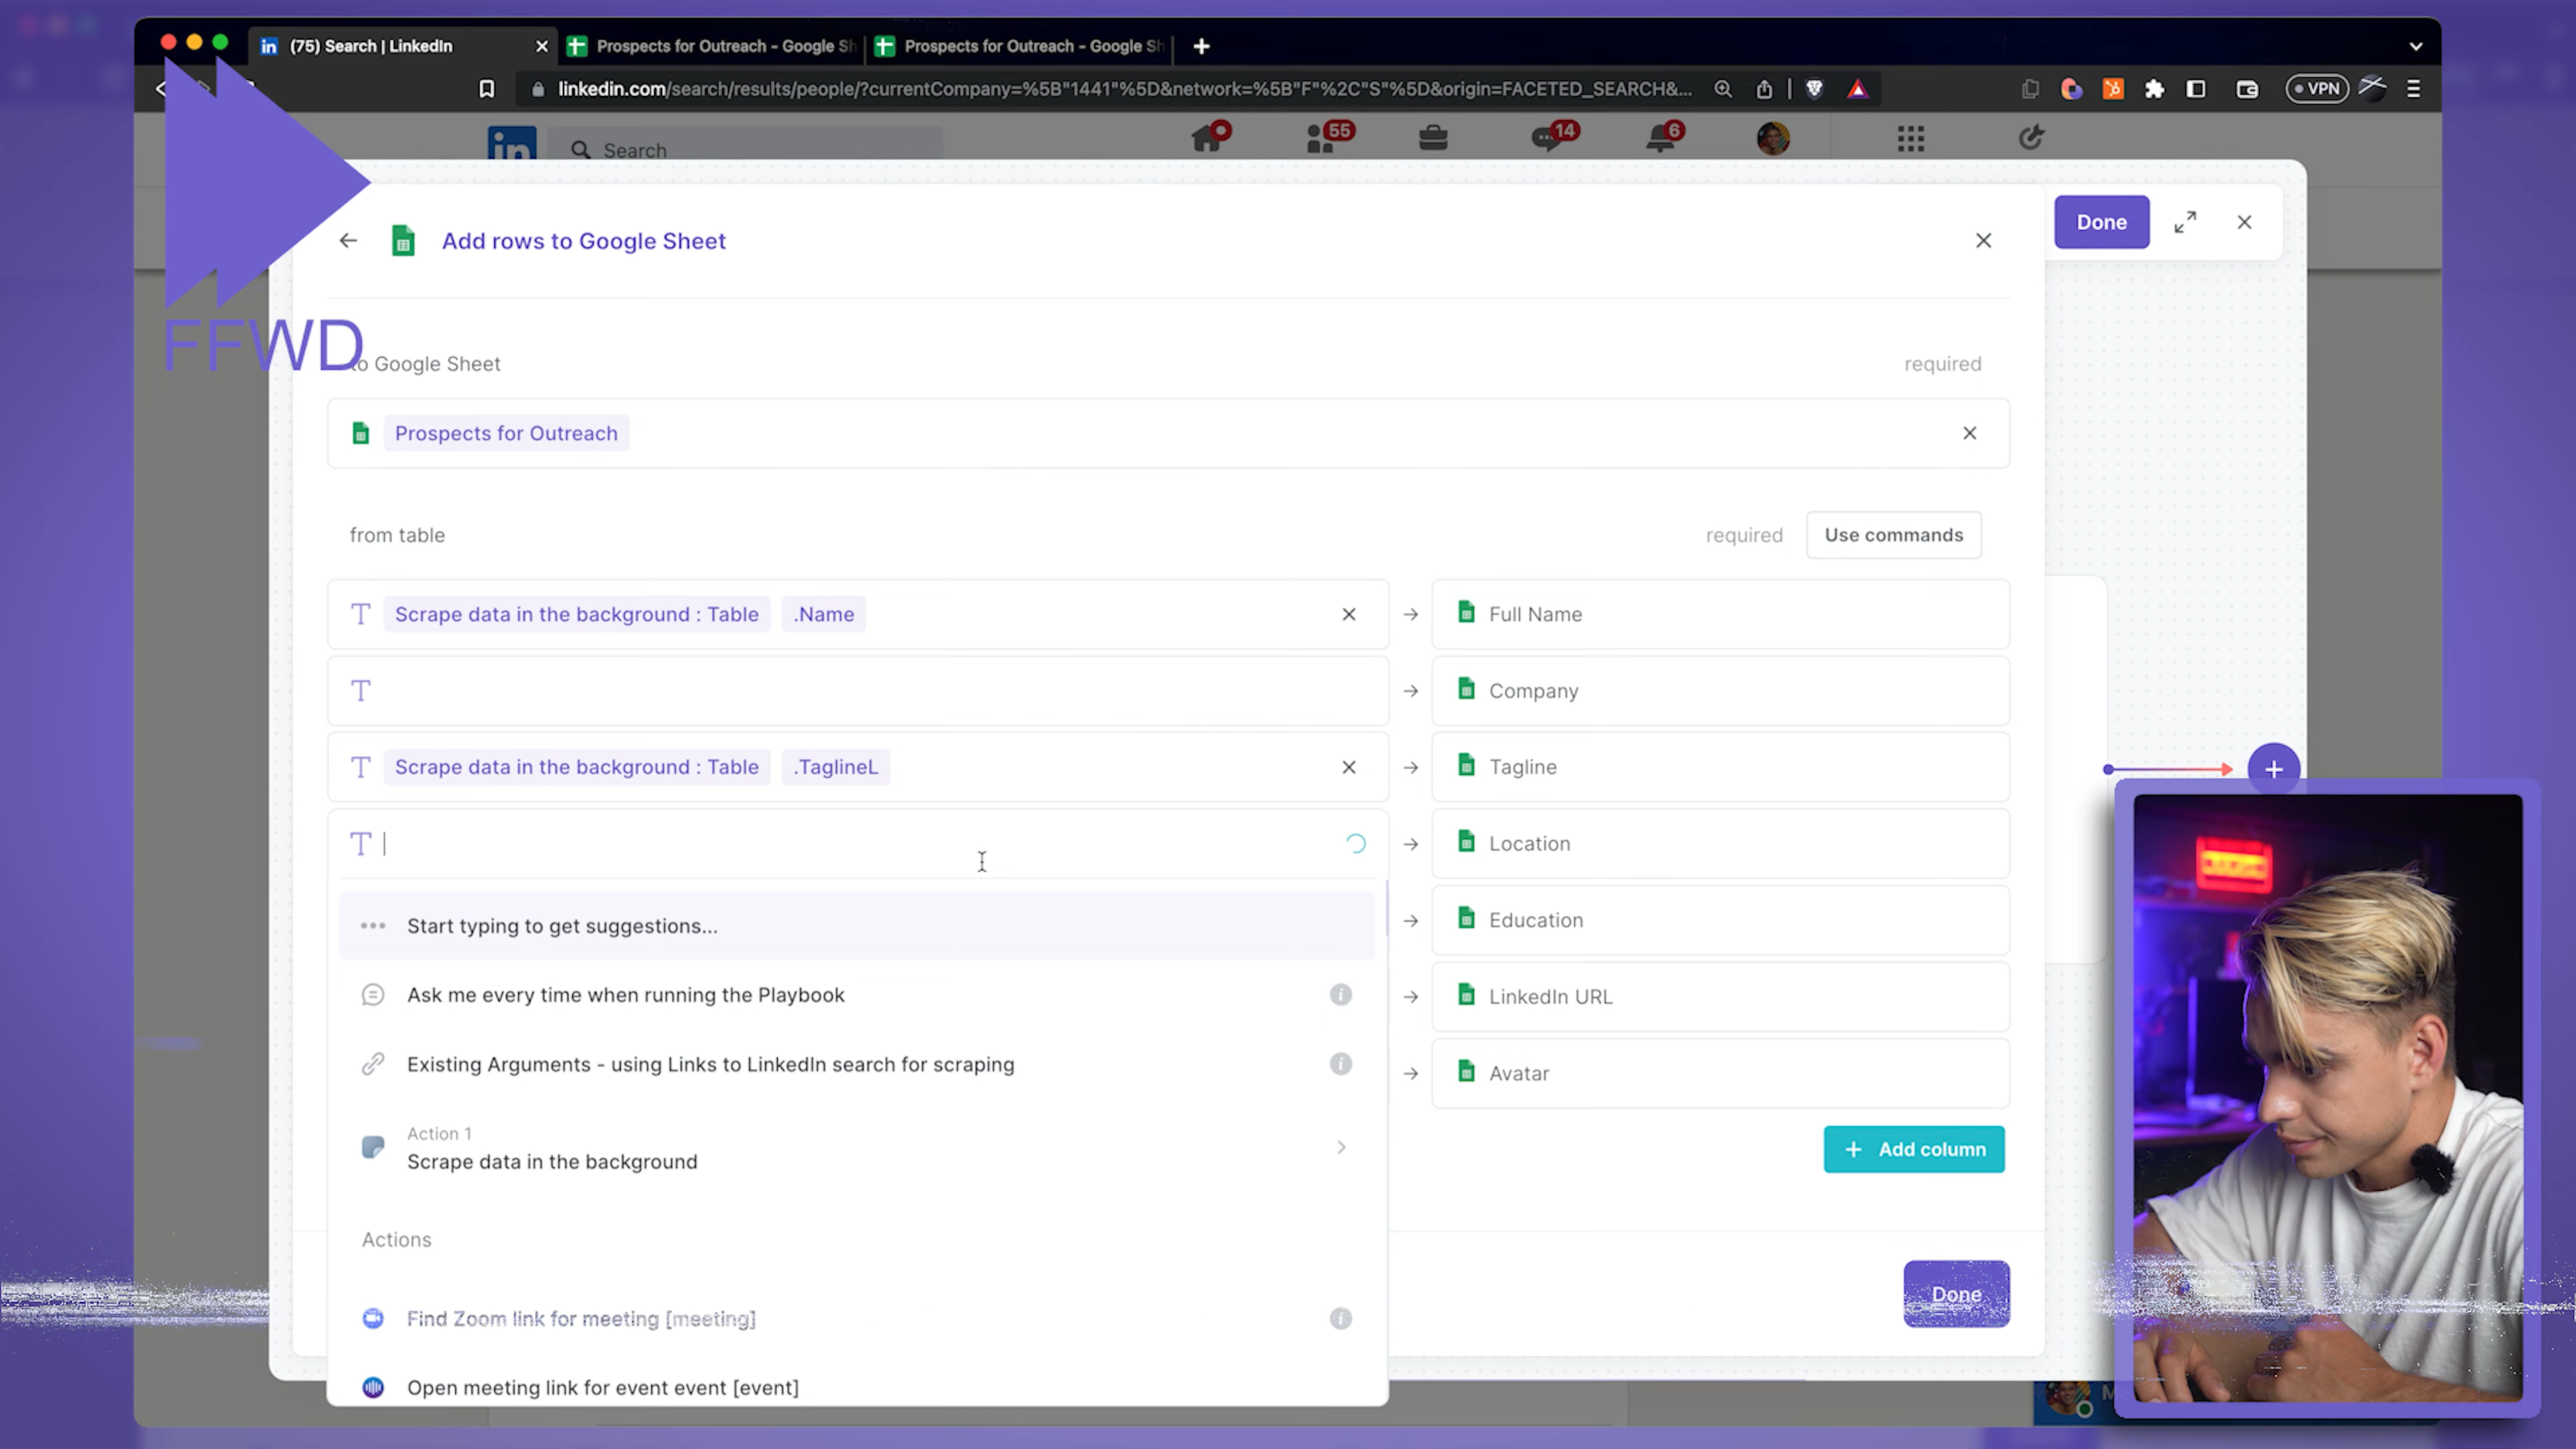 (75) Search | LinkedIn
Prospects for Outreach - Google Sh
Prospects for Outreach - Google Sh
linkedin.com/search/results/people/?currentCompany=%5B"1441"%5D&network=%5B"F"%2C"S"%5D&origin=FACETED_SEARCH&...
VPN
in
Search
55
14
6
FFWD
Add rows to Google Sheet
Done
to Google Sheet
required
Prospects for Outreach
from table
required
Use commands
Scrape data in the background : Table .Name
Full Name
Company
Scrape data in the background : Table .TaglineL
Tagline
Location
Start typing to get suggestions...
Education
Ask me every time when running the Playbook
LinkedIn URL
Existing Arguments - using Links to LinkedIn search for scraping
Avatar
Action 1
Scrape data in the background
Add column
Actions
Done
Find Zoom link for meeting [meeting]
Open meeting link for event event [event]
M